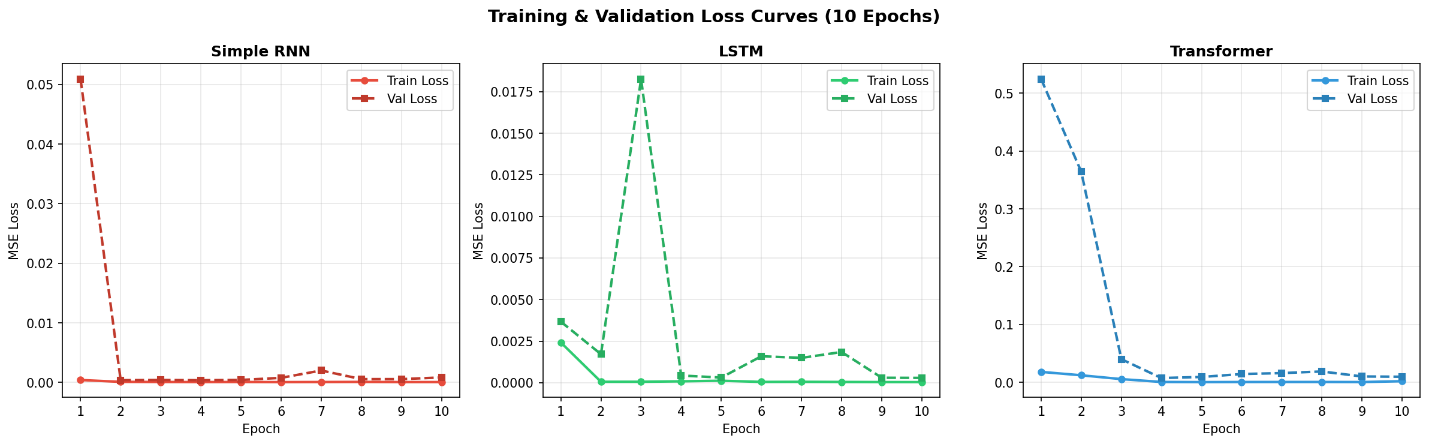 Training & Validation Loss Curves (10 Epochs)
Simple RNN
MSE Loss
0.05
0.04
0.03
0.02
0.01
0.00
Train Loss
Val Loss
1 2 3 4 5 6 7 8 9 10
Epoch
LSTM
MSE Loss
0.0175
0.0150
0.0125
0.0100
0.0075
0.0050
0.0025
0.0000
Train Loss
Val Loss
1 2 3 4 5 6 7 8 9 10
Epoch
Transformer
MSE Loss
0.5
0.4
0.3
0.2
0.1
0.0
Train Loss
Val Loss
1 2 3 4 5 6 7 8 9 10
Epoch